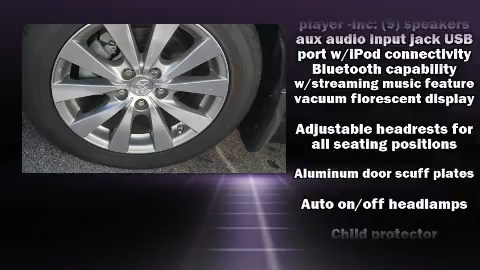 player -inc: (9) speakers
aux audio input jack USB
port w/iPod connectivity
Bluetooth capability
w/streaming music feature
vacuum florescent display
Adjustable headrests for
all seating positions
Aluminum door scuff plates
Auto on/off headlamps
Child protector